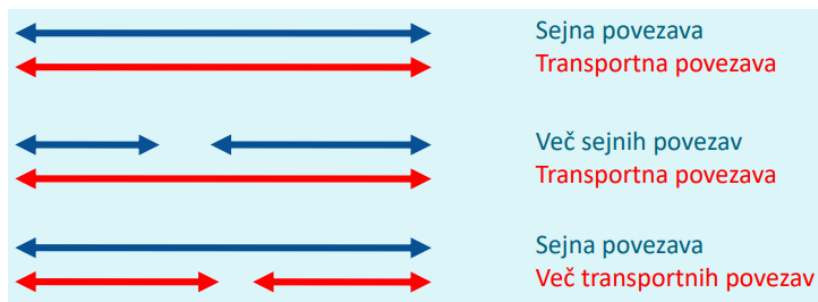 Sejna povezava
Transportna povezava
Več sejnih povezav
Transportna povezava
Sejna povezava
Več transportnih povezav